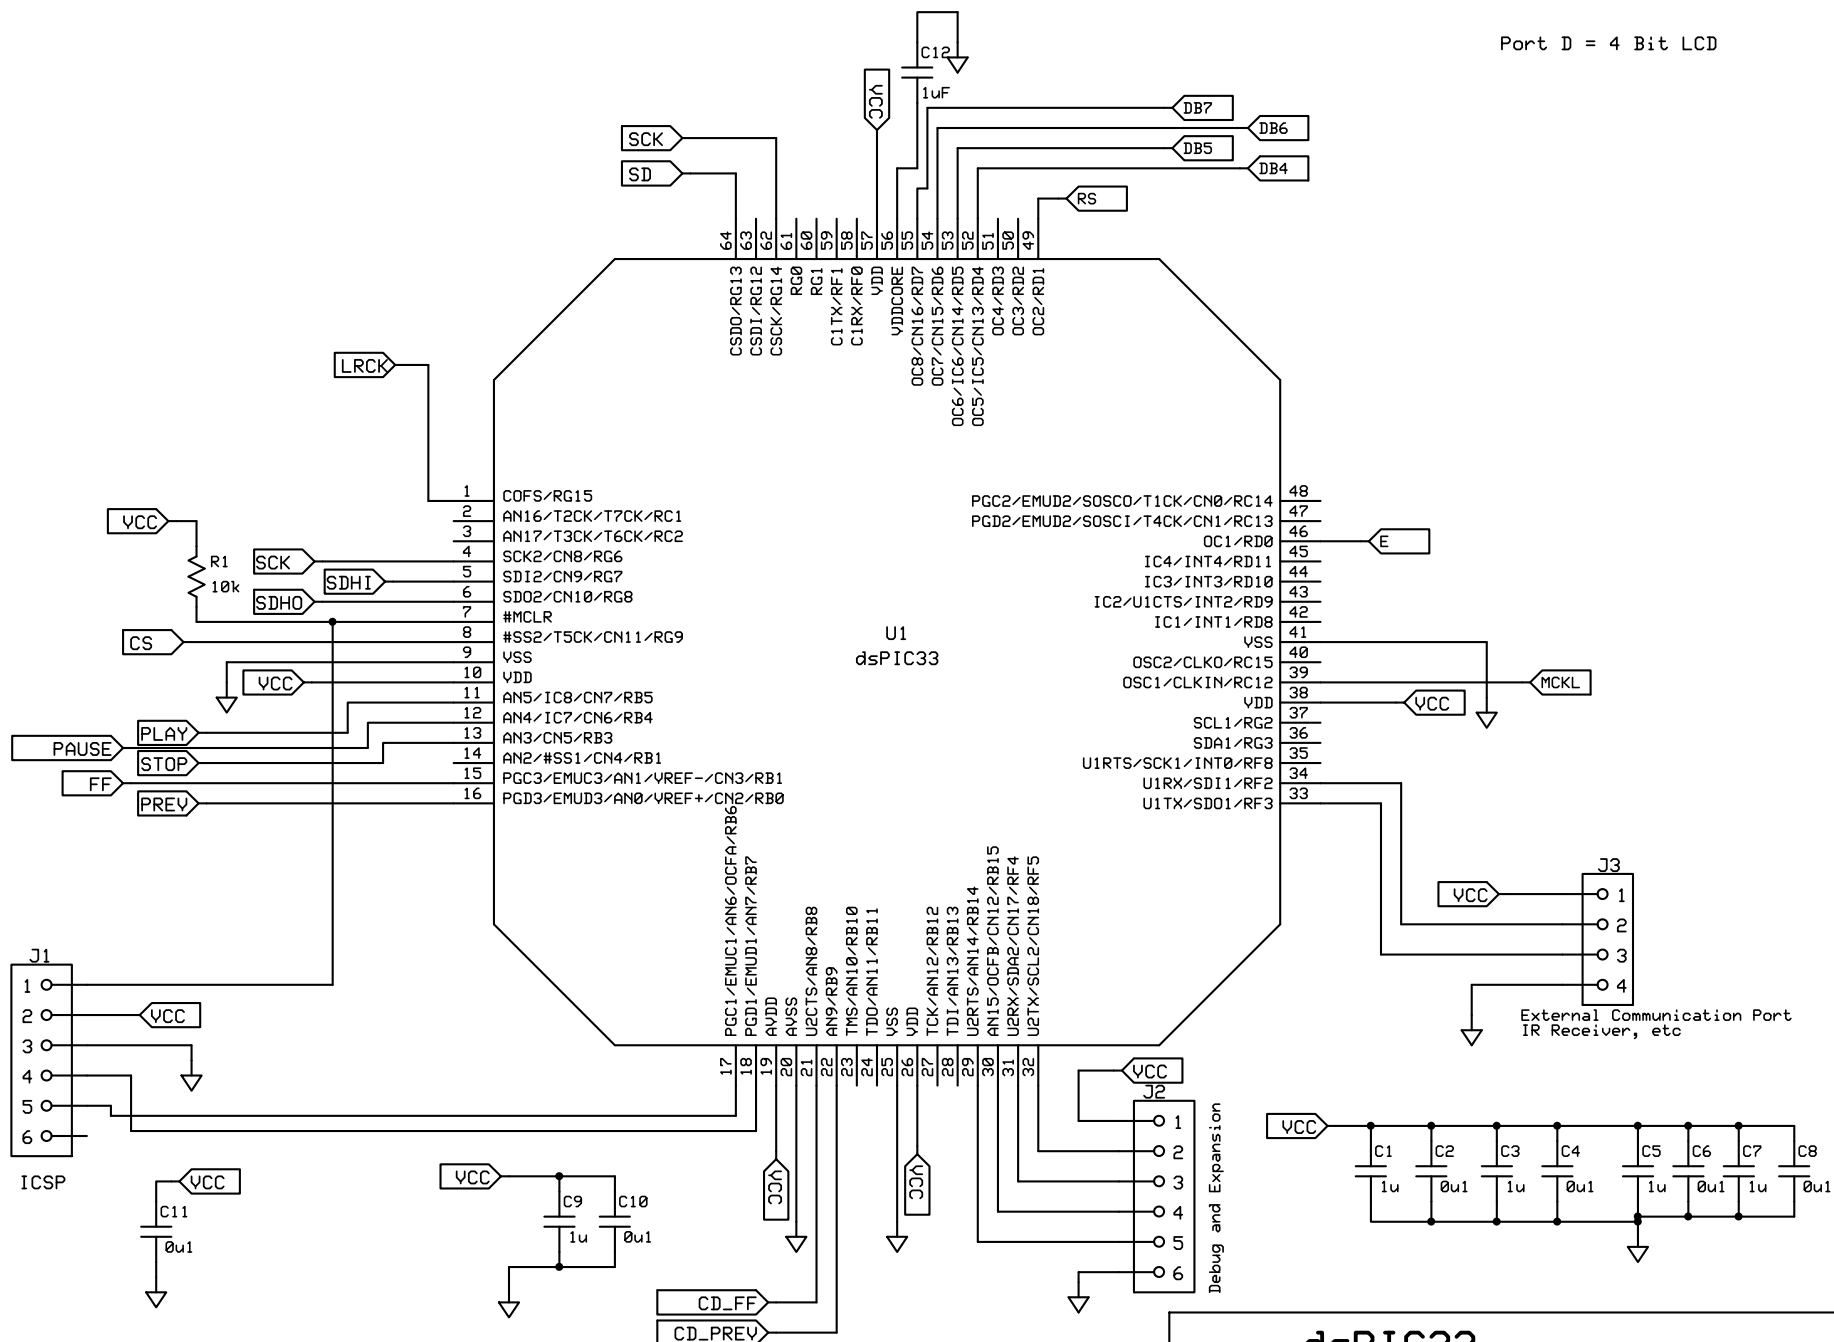 Port D = 4 Bit LCD
C12
1uF
VCC
DB7
DB6
DB5
DB4
SCK
SD
RS
64 63 62 61 60 59 58 57 56 55 54 53 52 51 50 49
CSDO/RG13
CSDI/RG12
CSCK/RG14
RG0
RG1
C1TX/RF1
C1RX/RF0
VDD
VDDCORE
OC8/CN16/RD7
OC7/CN15/RD6
OC6/IC6/CN14/RD5
OC5/IC5/CN13/RD4
OC4/RD3
OC3/RD2
OC2/RD1
LRCK
VCC
R1
10k
SCK
SDHI
SDHO
CS
VCC
PLAY
PAUSE
STOP
FF
PREV
1 COFS/RG15
2 AN16/T2CK/T7CK/RC1
3 AN17/T3CK/T6CK/RC2
4 SCK2/CN8/RG6
5 SDI2/CN9/RG7
6 SDO2/CN10/RG8
7 #MCLR
8 #SS2/T5CK/CN11/RG9
9 VSS
10 VDD
11 AN5/IC8/CN7/RB5
12 AN4/IC7/CN6/RB4
13 AN3/CN5/RB3
14 AN2/#SS1/CN4/RB1
15 PGC3/EMUC3/AN1/VREF-/CN3/RB1
16 PGD3/EMUD3/AN0/VREF+/CN2/RB0
U1
dsPIC33
PGC2/EMUD2/SOSCO/T1CK/CN0/RC14 48
PGD2/EMUD2/SOSCI/T4CK/CN1/RC13 47
OC1/RD0 46
IC4/INT4/RD11 45
IC3/INT3/RD10 44
IC2/U1CTS/INT2/RD9 43
IC1/INT1/RD8 42
VSS 41
OSC2/CLKO/RC15 40
OSC1/CLKIN/RC12 39
VDD 38
SCL1/RG2 37
SDA1/RG3 36
U1RTS/SCK1/INT0/RF8 35
U1RX/SDI1/RF2 34
U1TX/SDO1/RF3 33
E
MCKL
VCC
PGC1/EMUC1/AN6/OCFA/RB6
PGD1/EMUD1/AN7/RB7
AVDD
AVSS
U2CTS/AN8/RB8
AN9/RB9
TMS/AN10/RB10
TDO/AN11/RB11
VSS
VDD
TCK/AN12/RB12
TDI/AN13/RB13
U2RTS/AN14/RB14
AN15/OCFB/CN12/RB15
U2RX/SDA2/CN17/RF4
U2TX/SCL2/CN18/RF5
17 18 19 20 21 22 23 24 25 26 27 28 29 30 31 32
J3
VCC
1
2
3
4
External Communication Port
IR Receiver, etc
J1
1
2
3
4
5
6
VCC
ICSP
VCC
C11
0u1
VCC
C9
1u
C10
0u1
VCC
VCC
CD_FF
CD_PREV
VCC
J2
1
2
3
4
5
6
Debug and Expansion
VCC
C1
1u
C2
0u1
C3
1u
C4
0u1
C5
1u
C6
0u1
C7
1u
C8
0u1
dsPIC33